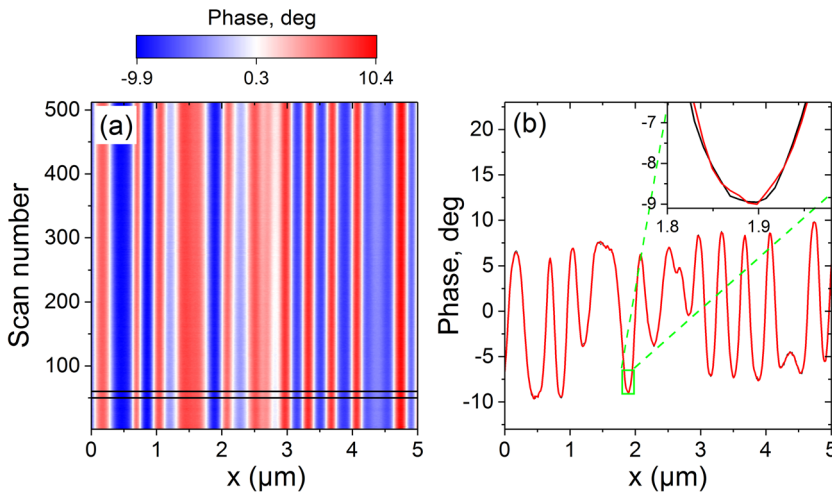 Phase, deg
-9.9 0.3 10.4
(a)
Scan number
500
400
300
200
100
0 1 2 3 4 5
x (μm)
(b)
Phase, deg
20
15
10
5
0
-5
-10
0 1 2 3 4 5
x (μm)
-7
-8
-9
1.8 1.9